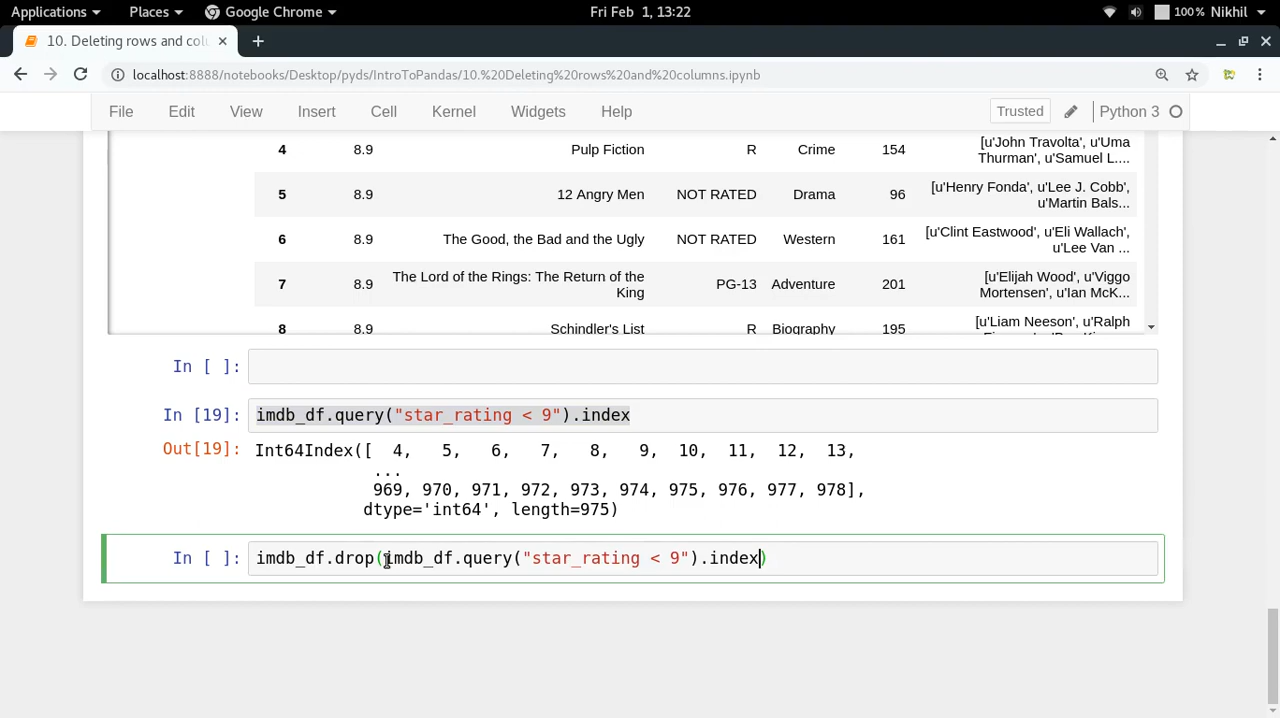 Applications Places Google Chrome Fri Feb 1, 13:22 100% Nikhil
10. Deleting rows and col
localhost:8888/notebooks/Desktop/pyds/IntroToPandas/10.%20Deleting%20rows%20and%20columns.ipynb
File Edit View Insert Cell Kernel Widgets Help Trusted Python 3
4 8.9 Pulp Fiction R Crime 154 [u'John Travolta', u'Uma
Thurman', u'Samuel L....
5 8.9 12 Angry Men NOT RATED Drama 96 [u'Henry Fonda', u'Lee J. Cobb',
u'Martin Bals...
6 8.9 The Good, the Bad and the Ugly NOT RATED Western 161 [u'Clint Eastwood', u'Eli Wallach',
u'Lee Van ...
7 8.9 The Lord of the Rings: The Return of the
King PG-13 Adventure 201 [u'Elijah Wood', u'Viggo
Mortensen', u'Ian McK...
8 8.9 Schindler's List R Biography 195 [u'Liam Neeson', u'Ralph
In [ ]:
In [19]: imdb_df.query("star_rating < 9").index
Out[19]: Int64Index([ 4, 5, 6, 7, 8, 9, 10, 11, 12, 13,
...
969, 970, 971, 972, 973, 974, 975, 976, 977, 978],
dtype='int64', length=975)
In [ ]: imdb_df.drop(imdb_df.query("star_rating < 9").index)